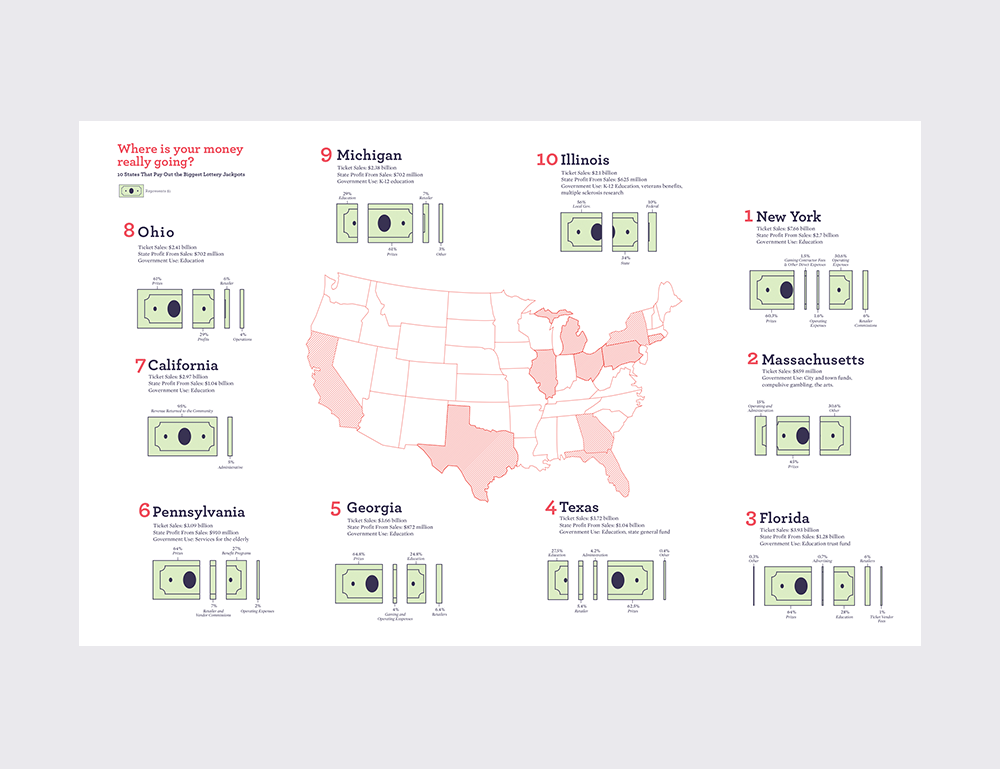 Where is your money
really going?
10 States That Pay Out the Biggest Lottery Jackpots
Represents $1
9 Michigan
Ticket Sales: $2.38 billion
State Profit From Sales: $702 million
Government Use: K-12 education
29%
Education
7%
Retailer
61%
Prizes
3%
Other
10 Illinois
Ticket Sales: $2.1 billion
State Profit From Sales: $625 million
Government Use: K-12 Education, veterans benefits,
multiple sclerosis research
56%
Local Gov.
10%
Federal
34%
State
1 New York
Ticket Sales: $7.66 billion
State Profit From Sales: $2.7 billion
Government Use: Education
1.5%
Gaming Contractor Fees
& Other Direct Expenses
30.6%
Operating
Expenses
60.3%
Prizes
1.6%
Operating
Expenses
6%
Retailer
Commissions
8 Ohio
Ticket Sales: $2.41 billion
State Profit From Sales: $702 million
Government Use: Education
61%
Prizes
6%
Retailer
29%
Profits
4%
Operations
7 California
Ticket Sales: $2.97 billion
State Profit From Sales: $1.04 billion
Government Use: Education
95%
Revenue Returned to the Community
5%
Administrative
2 Massachusetts
Ticket Sales: $859 million
Government Use: City and town funds,
compulsive gambling, the arts.
Operating and
Administration
30.6%
Other
Prizes
6 Pennsylvania
Ticket Sales: $3.09 billion
State Profit From Sales: $910 million
Government Use: Services for the elderly
64%
Prizes
27%
Benefit Programs
7%
Retailer and
Vendor Commissions
2%
Operating Expenses
5 Georgia
Ticket Sales: $3.66 billion
State Profit From Sales: $872 million
Government Use: Education
64.8%
Prizes
24.8%
Education
4%
Gaming and
Operating Exepenses
6.4%
Retailers
4 Texas
Ticket Sales: $3.72 billion
State Profit From Sales: $1.04 billion
Government Use: Education, state general fund
27.5%
Education
4.2%
Administration
0.4%
Other
5.4%
Retailer
62.5%
Prizes
3 Florida
Ticket Sales: $3.93 billion
State Profit From Sales: $1.28 billion
Government Use: Education trust fund
0.3%
Other
0.7%
Advertising
6%
Retailers
64%
Prizes
28%
Education
1%
Ticket Vendor
Fees